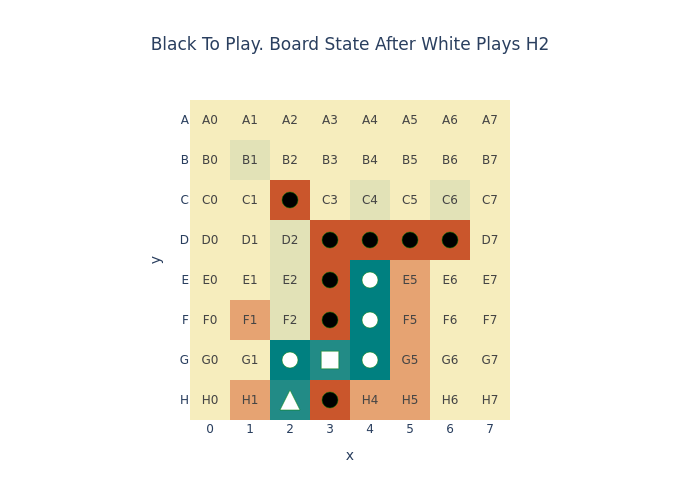 Black To Play. Board State After White Plays H2
A A0 A1 A2 A3 A4 A5 A6 A7
B B0 B1 B2 B3 B4 B5 B6 B7
C C0 C1 C3 C4 C5 C6 C7
D D0 D1 D2 D7
E E0 E1 E2 E5 E6 E7
F F0 F1 F2 F5 F6 F7
G G0 G1 G5 G6 G7
H H0 H1 H4 H5 H6 H7
0 1 2 3 4 5 6 7
x
y